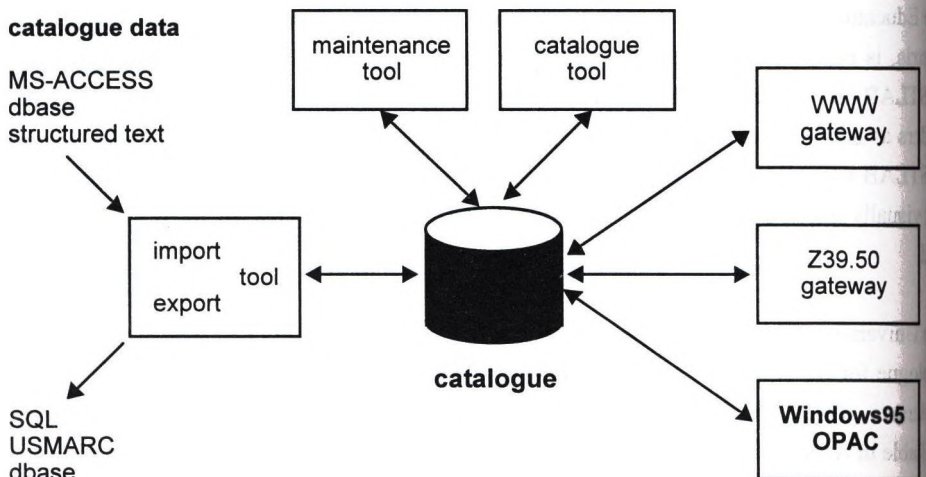 catalogue data
MS-ACCESS
dbase
structured text
maintenance
tool
catalogue
tool
WWW
gateway
import
tool
export
Z39.50
gateway
catalogue
Windows95
OPAC
SQL
USMARC
dbase